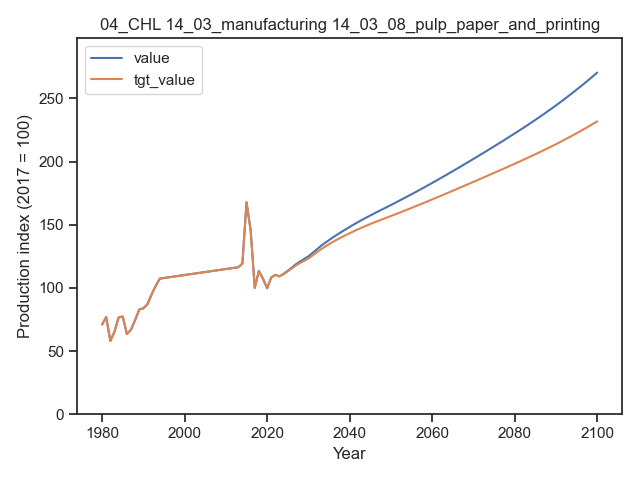 04_CHL 14_03_manufacturing 14_03_08_pulp_paper_and_printing
value
tgt_value
Production index (2017 = 100)
250
200
150
100
50
0
1980
2000
2020
2040
2060
2080
2100
Year